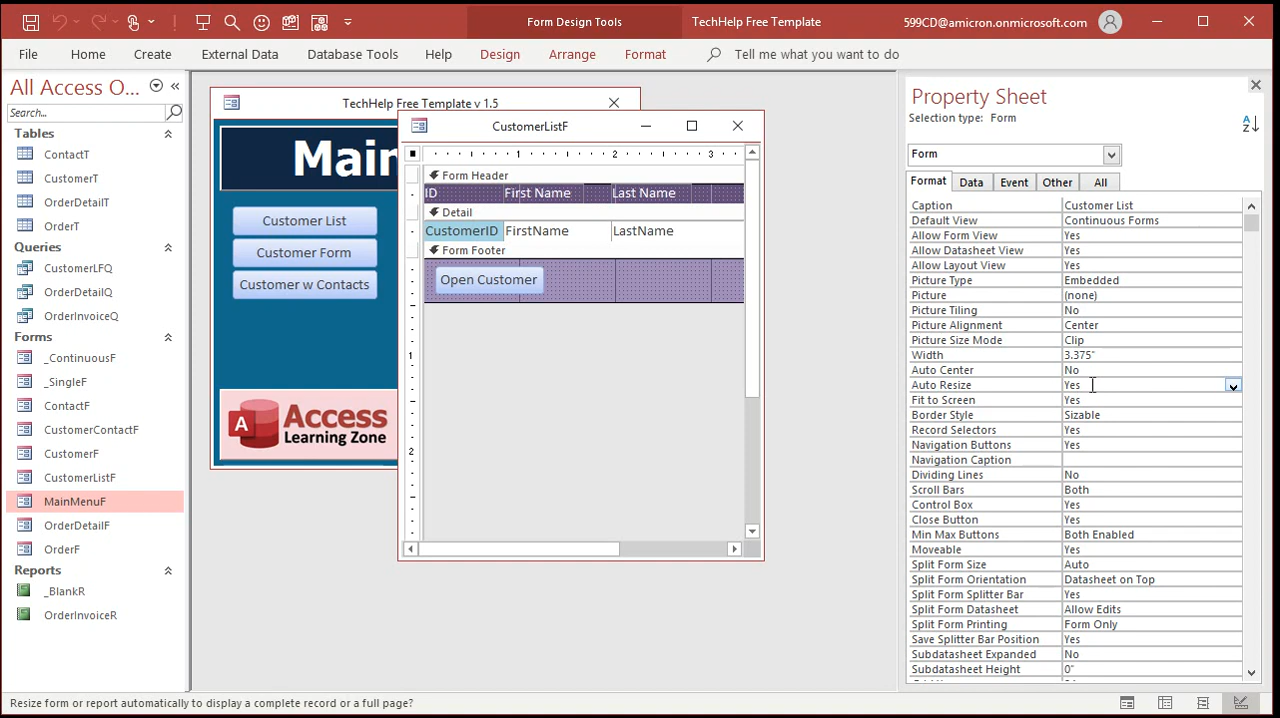 Form Design Tools
TechHelp Free Template
599CD@amicron.onmicrosoft.com
File
Home
Create
External Data
Database Tools
Help
Design
Arrange
Format
Tell me what you want to do
All Access O...
Search...
Tables
ContactT
CustomerT
OrderDetailT
OrderT
Queries
CustomerLFQ
OrderDetailQ
OrderInvoiceQ
Forms
_ContinuousF
_SingleF
ContactF
CustomerContactF
CustomerF
CustomerListF
MainMenuF
OrderDetailF
OrderF
Reports
_BlankR
OrderInvoiceR
TechHelp Free Template v 1.5
Main
Customer List
Customer Form
Customer w Contacts
A
Access
Learning Zone
CustomerListF
1 2 3
Form Header
ID First Name Last Name
Detail
CustomerID FirstName LastName
Form Footer
Open Customer
1
2
Property Sheet
Selection type: Form
A
Z
Form
Format Data Event Other All
Caption Customer List
Default View Continuous Forms
Allow Form View Yes
Allow Datasheet View Yes
Allow Layout View Yes
Picture Type Embedded
Picture (none)
Picture Tiling No
Picture Alignment Center
Picture Size Mode Clip
Width 3.375"
Auto Center No
Auto Resize Yes
Fit to Screen Yes
Border Style Sizable
Record Selectors Yes
Navigation Buttons Yes
Navigation Caption
Dividing Lines No
Scroll Bars Both
Control Box Yes
Close Button Yes
Min Max Buttons Both Enabled
Moveable Yes
Split Form Size Auto
Split Form Orientation Datasheet on Top
Split Form Splitter Bar Yes
Split Form Datasheet Allow Edits
Split Form Printing Form Only
Save Splitter Bar Position Yes
Subdatasheet Expanded No
Subdatasheet Height 0"
Resize form or report automatically to display a complete record or a full page?